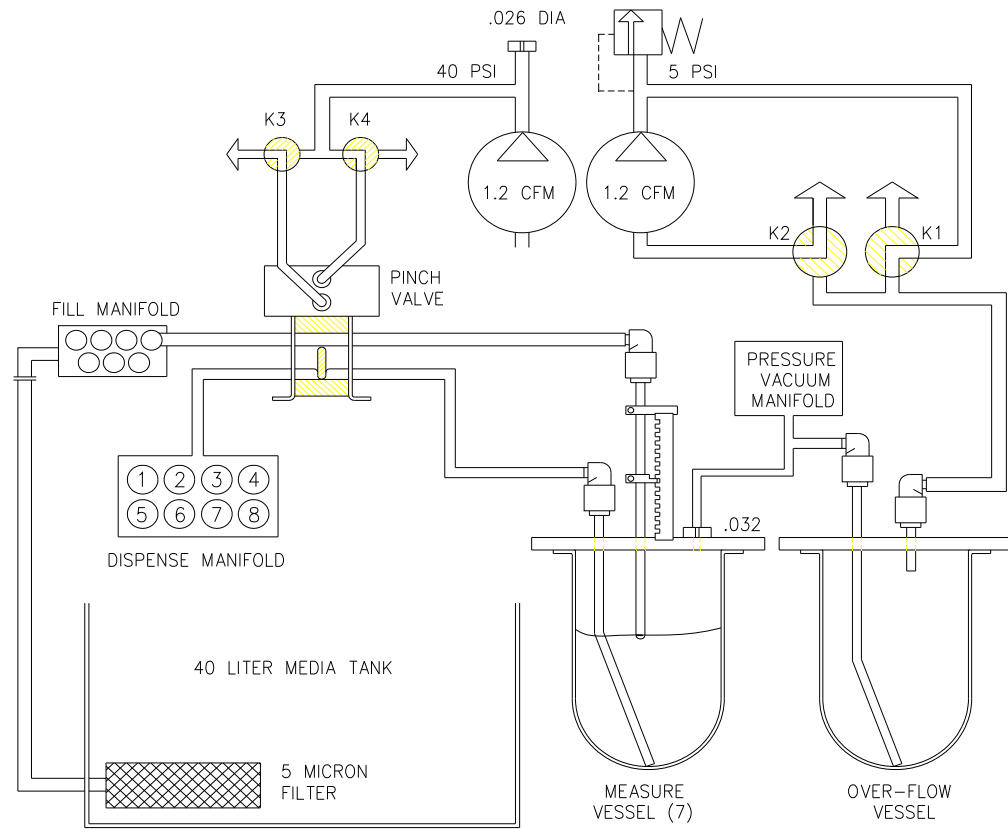 .026 DIA
40 PSI
5 PSI
K3
K4
1.2 CFM
1.2 CFM
K2
K1
PINCH
VALVE
FILL MANIFOLD
PRESSURE
VACUUM
MANIFOLD
1 2 3 4
5 6 7 8
DISPENSE MANIFOLD
.032
40 LITER MEDIA TANK
5 MICRON
FILTER
MEASURE
VESSEL (7)
OVER-FLOW
VESSEL